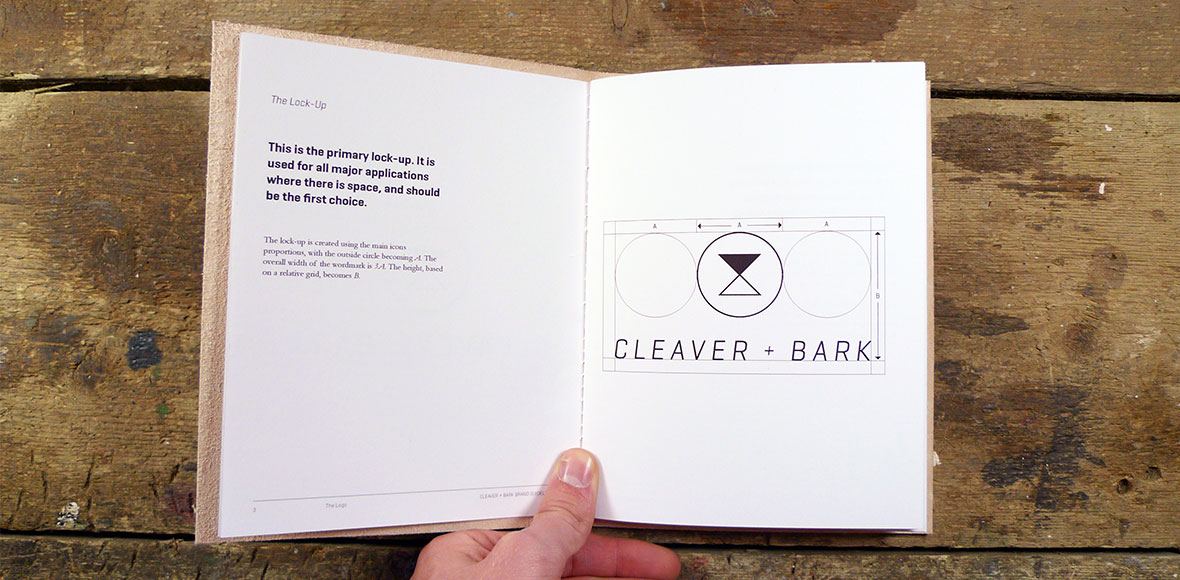 The Lock-Up
This is the primary lock-up. It is
used for all major applications
where there is space, and should
be the first choice.
The lock-up is created using the main icons
proportions, with the outside circle becoming A. The
overall width of the wordmark is 3A. The height, based
on a relative grid, becomes B.
The Logo
CLEAVER + BARK BRAND
A
A
A
B
CLEAVER + BARK